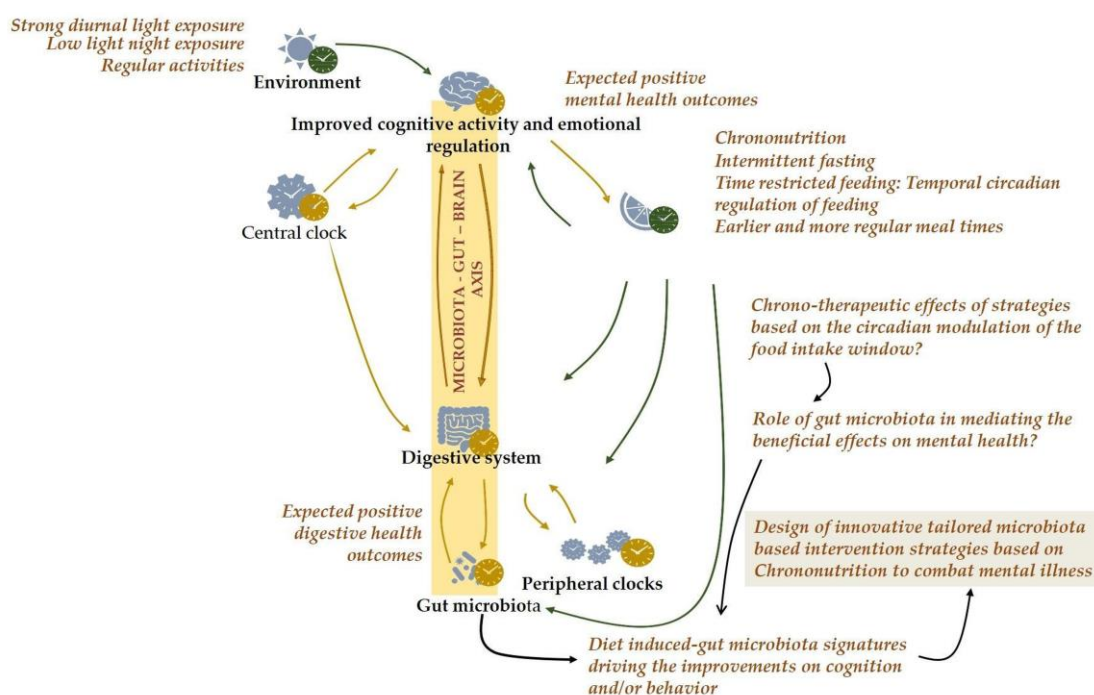 Strong diurnal light exposure
Low light night exposure
Regular activities
Environment
Expected positive
mental health outcomes
Improved cognitive activity and emotional
regulation
Chrononutrition
Intermittent fasting
Time restricted feeding: Temporal circadian
regulation of feeding
Earlier and more regular meal times
Central clock
MICROBIOTA - GUT – BRAIN
AXIS
Chrono-therapeutic effects of strategies
based on the circadian modulation of the
food intake window?
Role of gut microbiota in mediating the
beneficial effects on mental health?
Digestive system
Expected positive
digestive health
outcomes
Peripheral clocks
Gut microbiota
Design of innovative tailored microbiota
based intervention strategies based on
Chrononutrition to combat mental illness
Diet induced-gut microbiota signatures
driving the improvements on cognition
and/or behavior